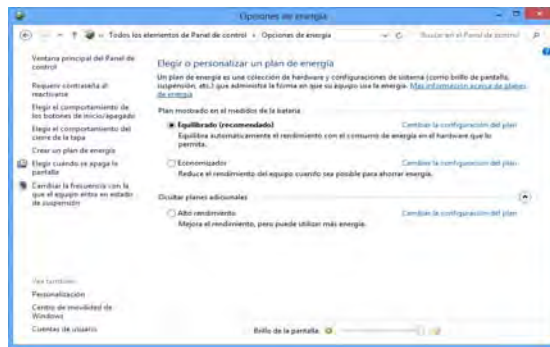 Opciones de energía
Todos los elementos de Panel de control
Opciones de energía
Buscar en el Panel de control
Ventana principal del Panel de
control
Requerir contraseña al
reactivarse
Elegir el comportamiento de
los botones de inicio/apagado
Elegir el comportamiento del
cierre de la tapa
Crear un plan de energía
Elegir cuándo se apaga la
pantalla
Cambiar la frecuencia con la
que el equipo entra en estado
de suspensión
Elegir o personalizar un plan de energía
Un plan de energía es una colección de hardware y configuraciones de sistema (como brillo de pantalla,
suspensión, etc.) que administra la forma en que su equipo usa la energía. Más información acerca de planes
de energía
Plan mostrado en el medidos de la batería
Equilibrado (recomendado)
Cambiar la configuración del plan
Equilibra automáticamente el rendimiento con el consumo de energía en el hardware que lo
permita.
Economizador
Cambiar la configuración del plan
Reduce el rendimiento del equipo cuando sea posible para ahorrar energía.
Ocultar planes adicionales
Alto rendimiento
Cambiar la configuración del plan
Mejora el rendimiento, pero puede utilizar más energía.
Vea también
Personalización
Centro de movilidad de
Windows
Cuentas de usuario
Brillo de la pantalla: